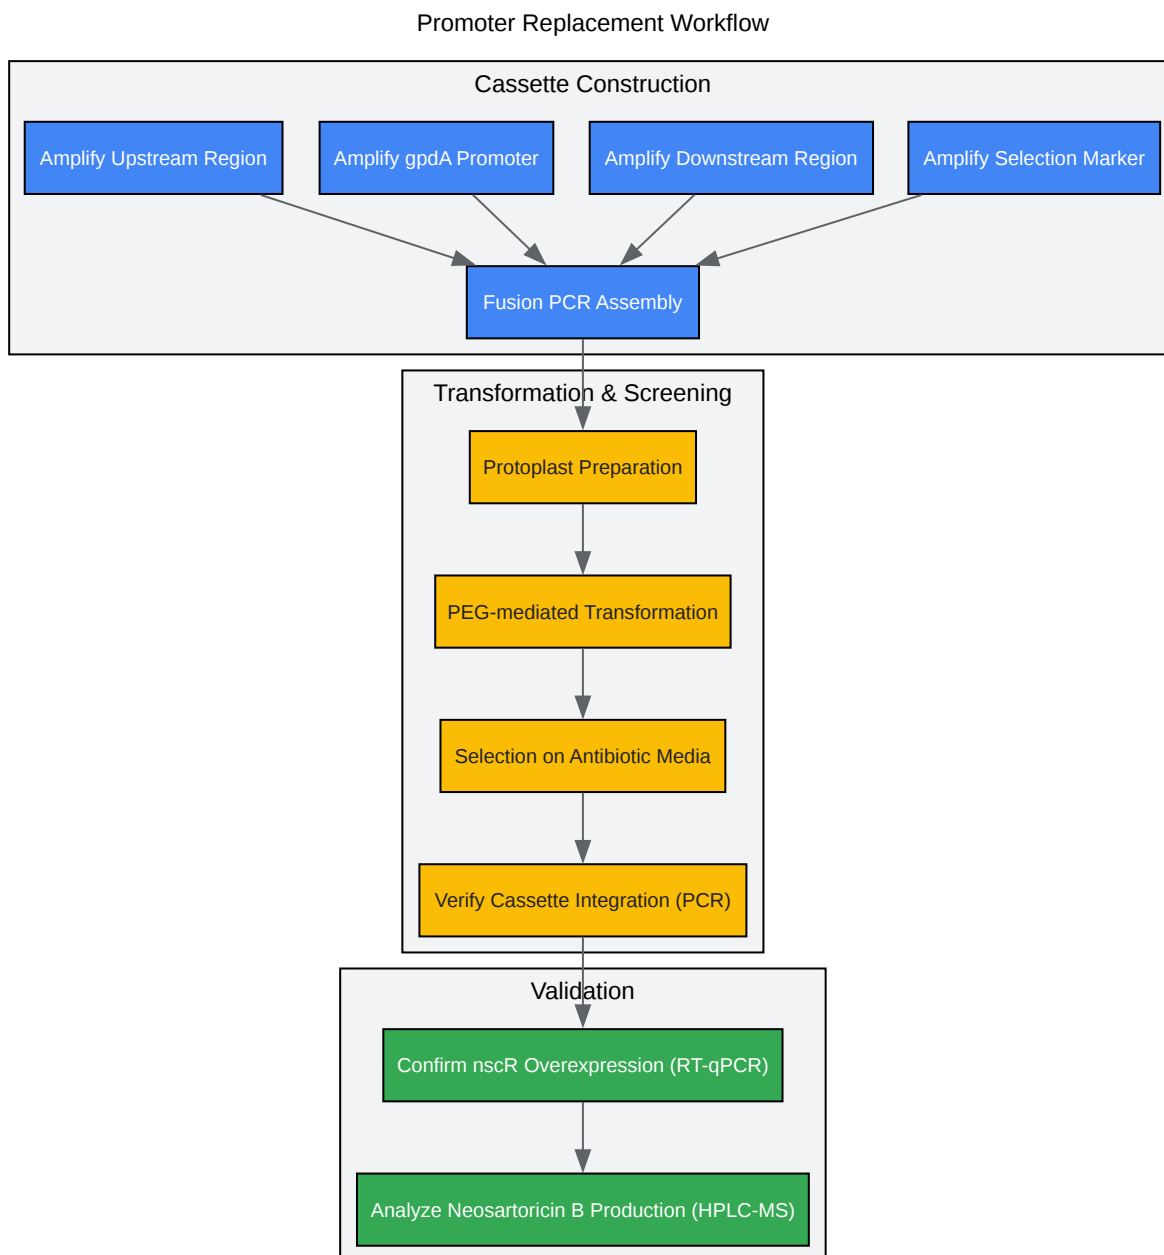 Promoter Replacement Workflow
Cassette Construction
Amplify Upstream Region
Amplify gpdA Promoter
Amplify Downstream Region
Amplify Selection Marker
Fusion PCR Assembly
Transformation & Screening
Protoplast Preparation
PEG-mediated Transformation
Selection on Antibiotic Media
Verify Cassette Integration (PCR)
Validation
Confirm nscR Overexpression (RT-qPCR)
Analyze Neosartoricin B Production (HPLC-MS)